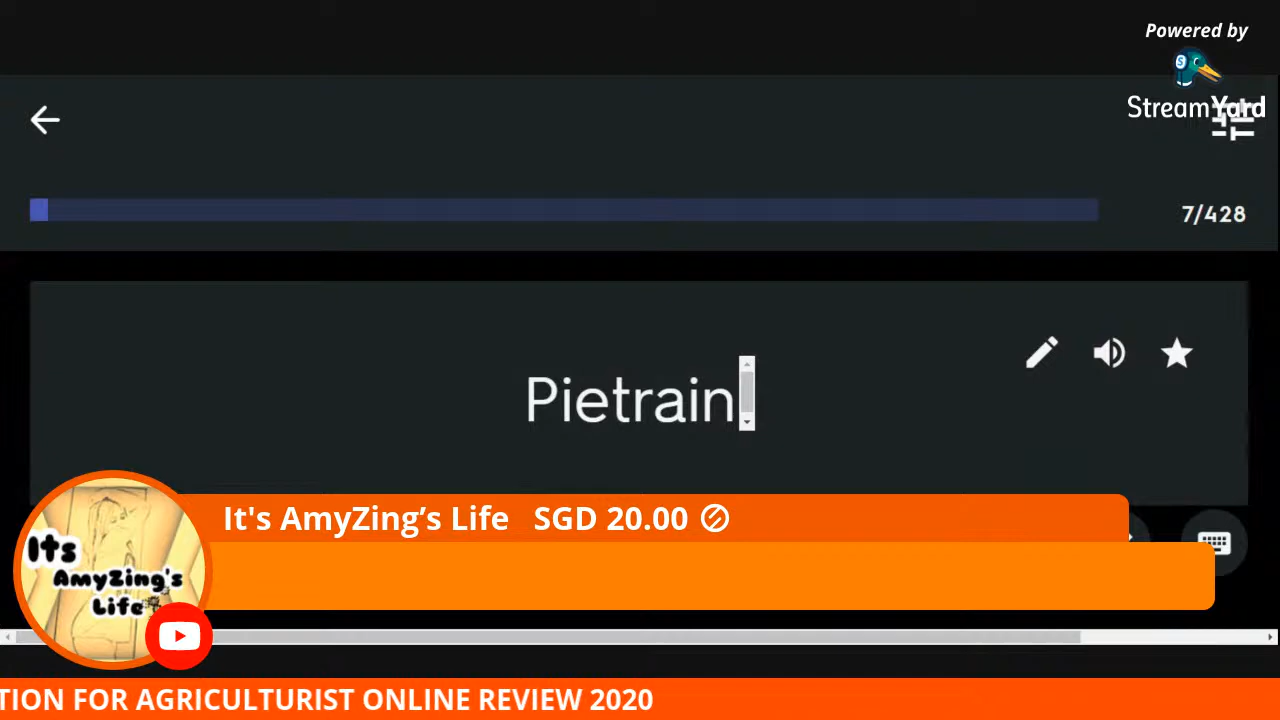 Powered by
StreamYard
7/428
Pietrain
It's AmyZing’s Life SGD 20.00
Its
AmyZing's
Life
TION FOR AGRICULTURIST ONLINE REVIEW 2020